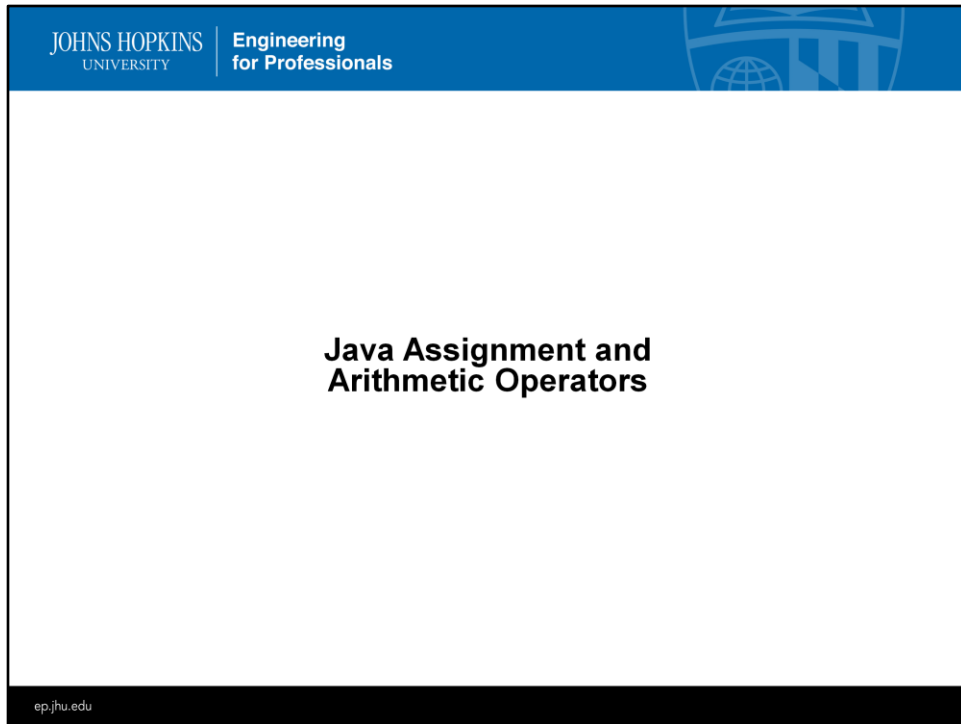 JOHNS HOPKINS
UNIVERSITY
Engineering
for Professionals
Java Assignment and
Arithmetic Operators
ep.jhu.edu